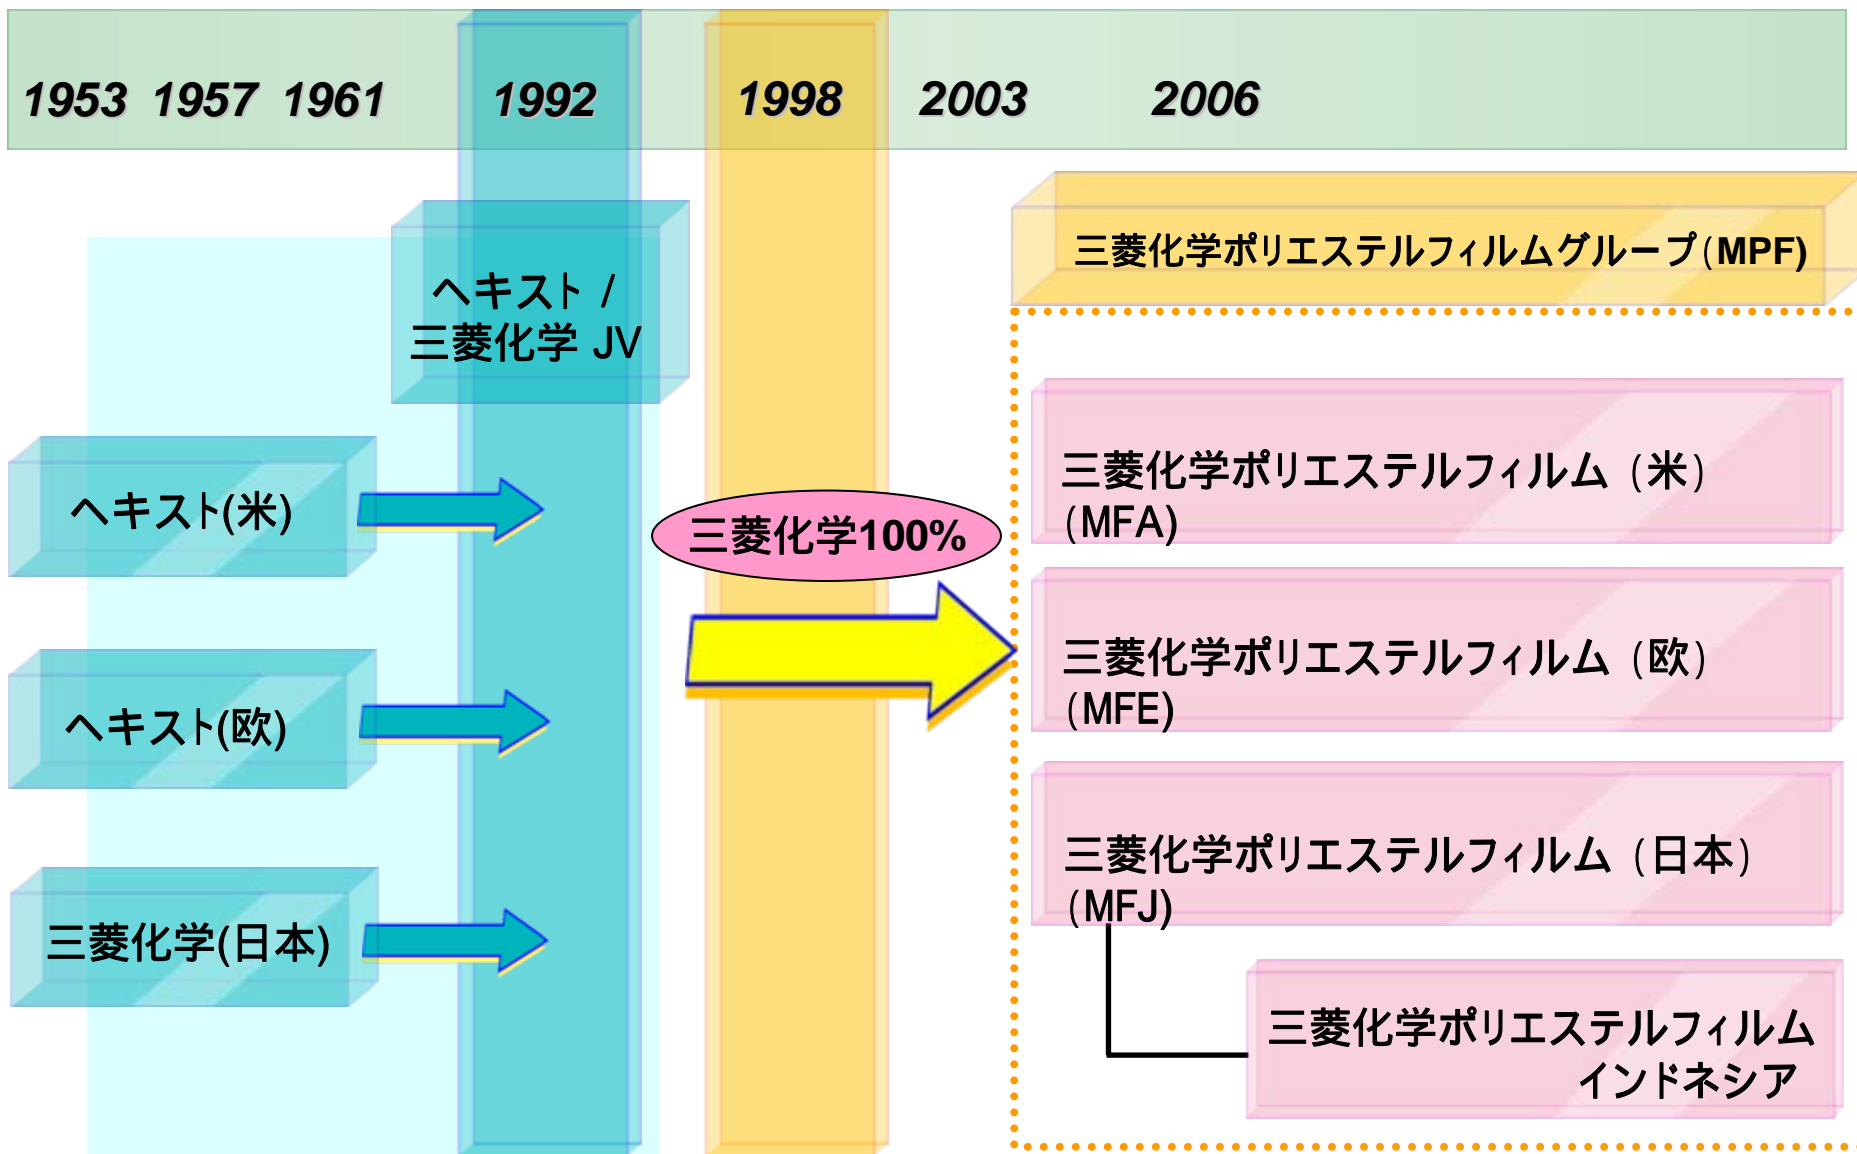 1953 1957 1961 1992 1998 2003 2006
ヘキスト /
三菱化学 JV
ヘキスト(米)
ヘキスト(欧)
三菱化学(日本)
三菱化学100%
三菱化学ポリエステルフィルムグループ(MPF)
三菱化学ポリエステルフィルム (米)
(MFA)
三菱化学ポリエステルフィルム (欧)
(MFE)
三菱化学ポリエステルフィルム (日本)
(MFJ)
三菱化学ポリエステルフィルム
インドネシア